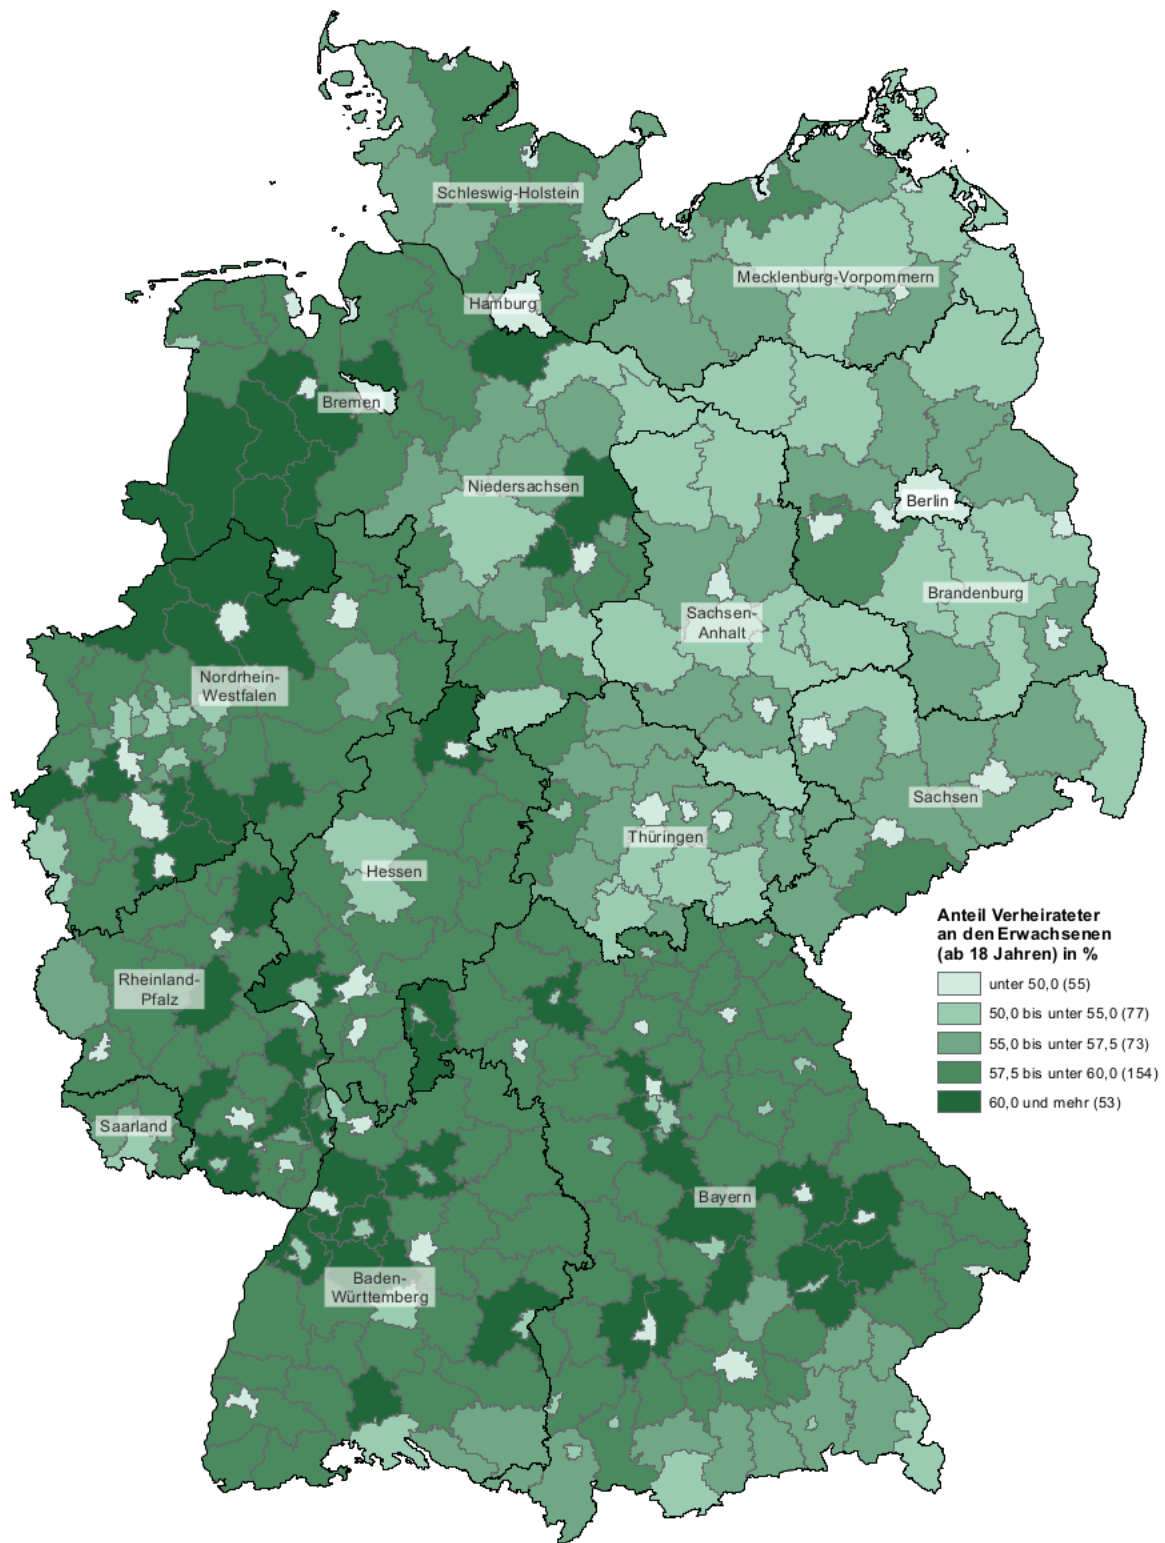 Schleswig-Holstein
Mecklenburg-Vorpommern
Hamburg
Bremen
Niedersachsen
Berlin
Brandenburg
Sachsen-
Anhalt
Nordrhein-
Westfalen
Sachsen
Thüringen
Hessen
Rheinland-
Pfalz
Saarland
Bayern
Baden-
Württemberg
Anteil Verheirateter
an den Erwachsenen
(ab 18 Jahren) in %
unter 50,0 (55)
50,0 bis unter 55,0 (77)
55,0 bis unter 57,5 (73)
57,5 bis unter 60,0 (154)
60,0 und mehr (53)